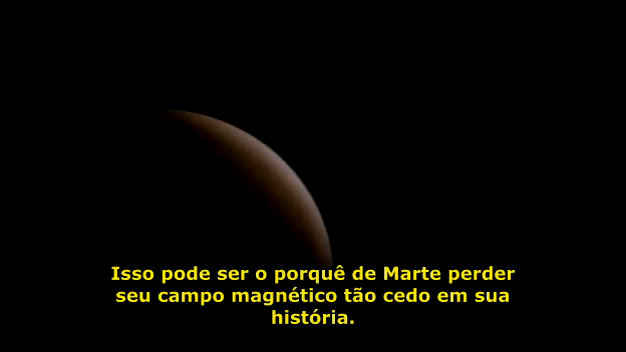 Isso pode ser o porquê de Marte perder
seu campo magnético tão cedo em sua
história.